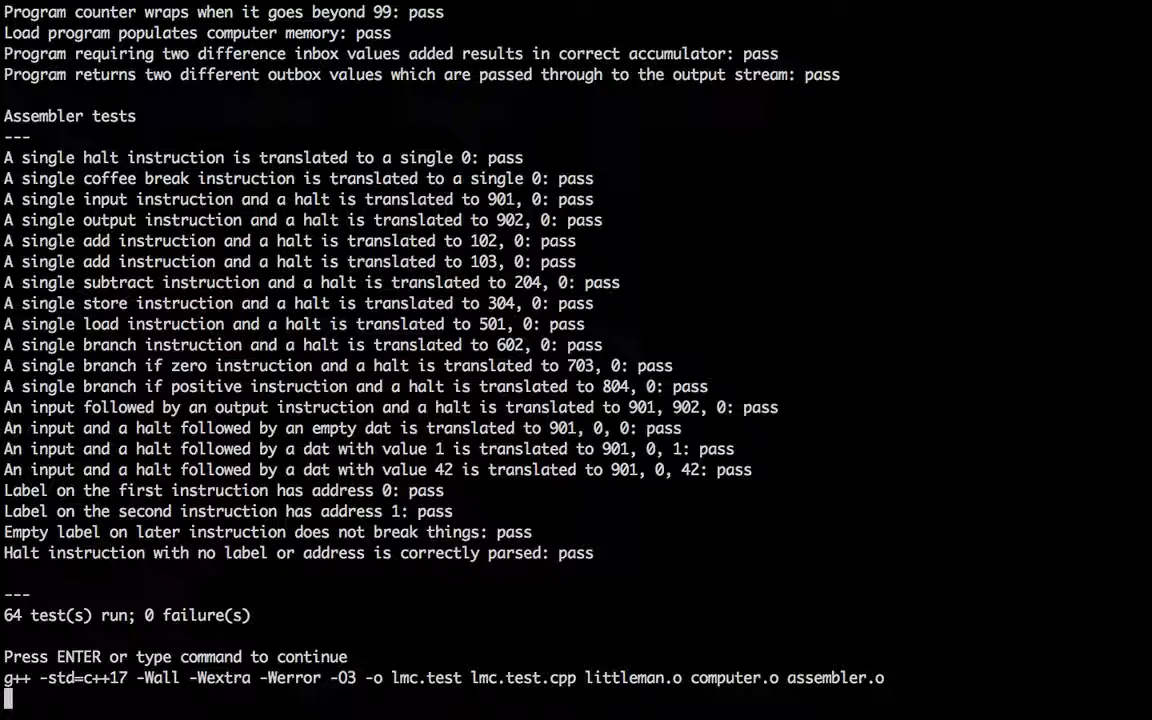 Program counter wraps when it goes beyond 99: pass
Load program populates computer memory: pass
Program requiring two difference inbox values added results in correct accumulator: pass
Program returns two different outbox values which are passed through to the output stream: pass
Assembler tests
---
A single halt instruction is translated to a single 0: pass
A single coffee break instruction is translated to a single 0: pass
A single input instruction and a halt is translated to 901, 0: pass
A single output instruction and a halt is translated to 902, 0: pass
A single add instruction and a halt is translated to 102, 0: pass
A single add instruction and a halt is translated to 103, 0: pass
A single subtract instruction and a halt is translated to 204, 0: pass
A single store instruction and a halt is translated to 304, 0: pass
A single load instruction and a halt is translated to 501, 0: pass
A single branch instruction and a halt is translated to 602, 0: pass
A single branch if zero instruction and a halt is translated to 703, 0: pass
A single branch if positive instruction and a halt is translated to 804, 0: pass
An input followed by an output instruction and a halt is translated to 901, 902, 0: pass
An input and a halt followed by an empty dat is translated to 901, 0, 0: pass
An input and a halt followed by a dat with value 1 is translated to 901, 0, 1: pass
An input and a halt followed by a dat with value 42 is translated to 901, 0, 42: pass
Label on the first instruction has address 0: pass
Label on the second instruction has address 1: pass
Empty label on later instruction does not break things: pass
Halt instruction with no label or address is correctly parsed: pass
---
64 test(s) run; 0 failure(s)
Press ENTER or type command to continue
g++ -std=c++17 -Wall -Wextra -Werror -O3 -o lmc.test lmc.test.cpp littleman.o computer.o assembler.o